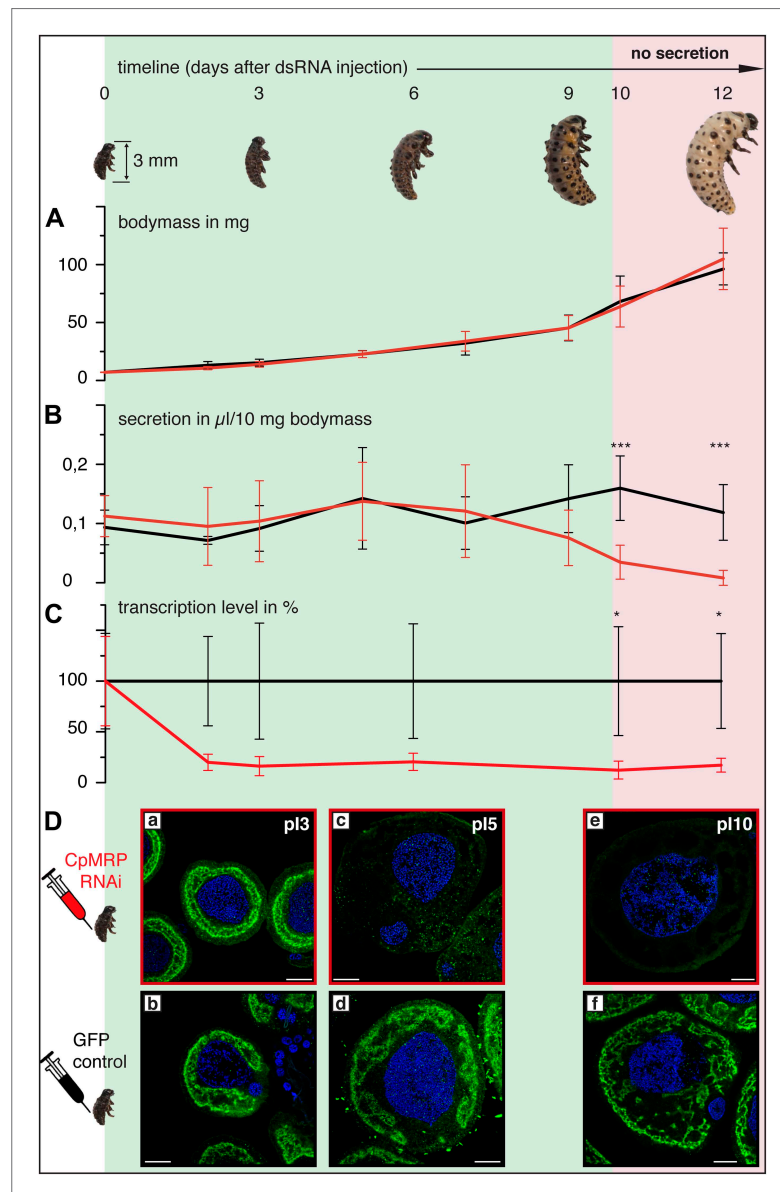 no secretion
timeline (days after dsRNA injection)
0 3 6 9 10 12
3 mm
A
bodymass in mg
100
50
0
B
secretion in µl/10 mg bodymass
*** ***
0,2
0,1
0
C
transcription level in %
* *
100
50
0
D
a pI3 c pI5 e pI10
CpMRP
RNAi
b d f
GFP
control